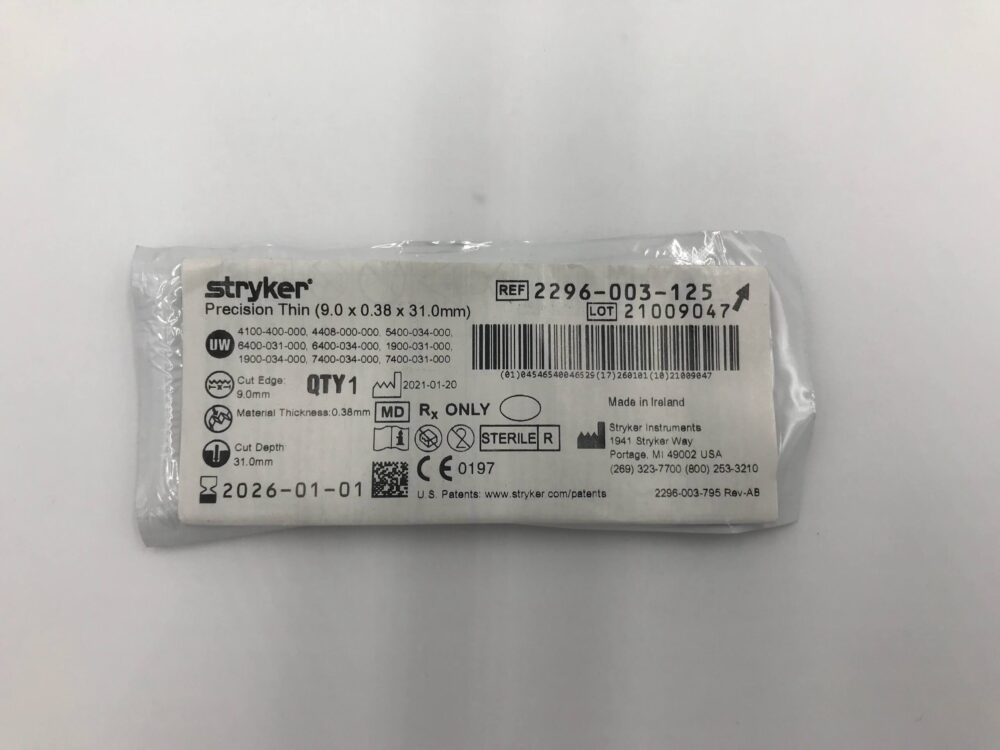 stryker®
Precision Thin (9.0 x 0.38 x 31.0mm)
REF 2296-003-125
LOT 21009047
UW
4100-400-000, 4408-000-000, 5400-034-000,
6400-031-000, 6400-034-000, 1900-031-000,
1900-034-000, 7400-034-000, 7400-031-000
(01)04546540046529(17)260101(10)21009047
Cut Edge:
9.0mm
QTY 1
2021-01-20
Material Thickness:0.38mm
MD
Rx ONLY
Made in Ireland
Cut Depth:
31.0mm
STERILE R
Stryker Instruments
1941 Stryker Way
Portage, MI 49002 USA
(269) 323-7700 (800) 253-3210
2026-01-01
CE 0197
U.S. Patents: www.stryker.com/patents
2296-003-795 Rev-AB